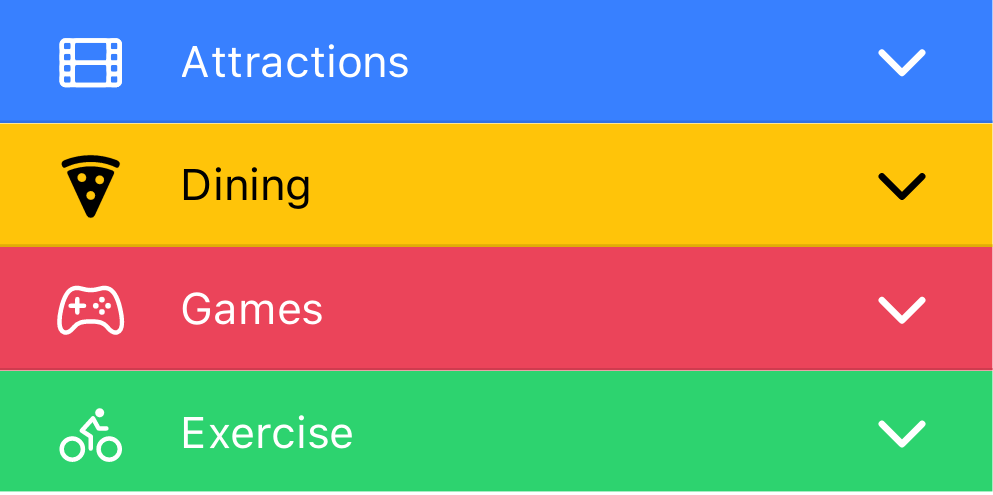 Attractions
Dining
Games
Exercise